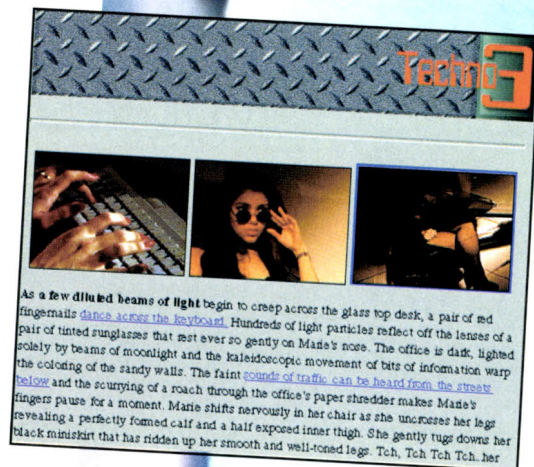 Techno3
As a few diluted beams of light begin to creep across the glass top desk, a pair of red
fingernails dance across the keyboard. Hundreds of light particles reflect off the lenses of a
pair of tinted sunglasses that rest ever so gently on Marie's nose. The office is dark, lighted
solely by beams of moonlight and the kaleidoscopic movement of bits of information warp
the coloring of the sandy walls. The faint sounds of traffic can be heard from the streets
below and the scurrying of a roach through the office's paper shredder makes Marie's
fingers pause for a moment. Marie shifts nervously in her chair as she uncrosses her legs
revealing a perfectly formed calf and a half exposed inner thigh. She gently tugs downs her
black miniskirt that has ridden up her smooth and well-toned legs. Tch, Tch Tch Tch.. her